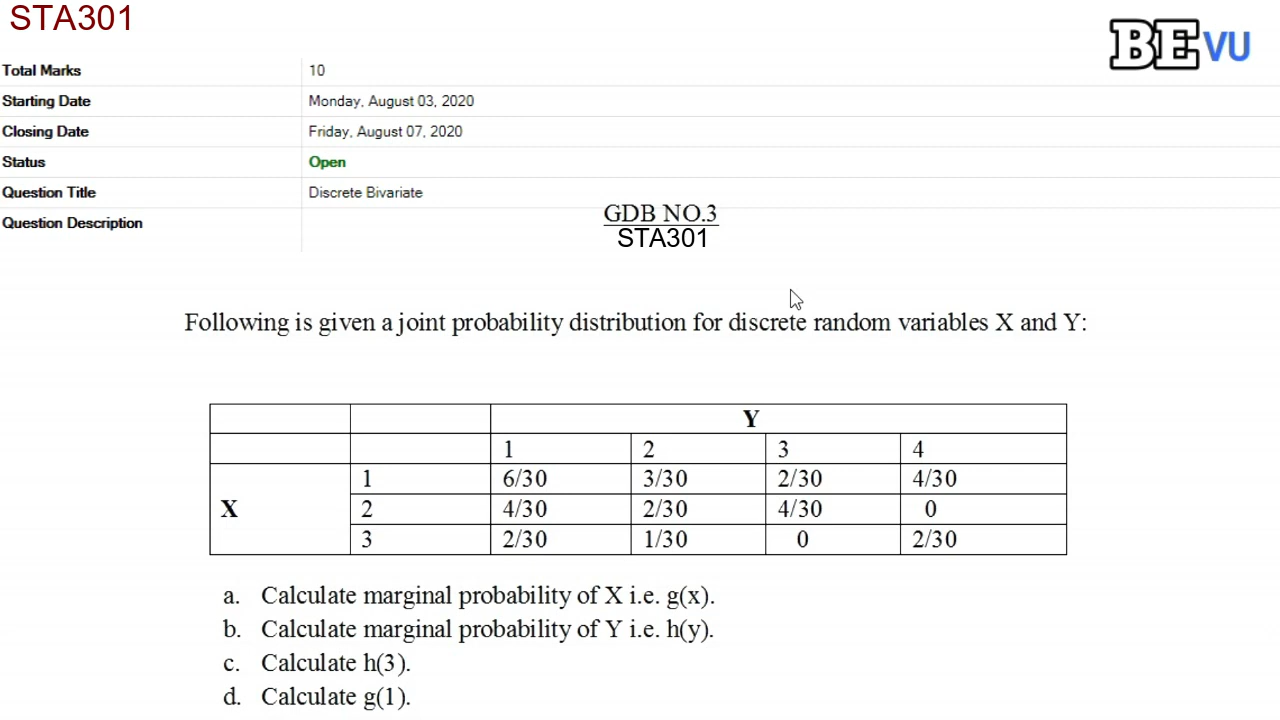 STA301
BE VU
Total Marks 10
Starting Date Monday, August 03, 2020
Closing Date Friday, August 07, 2020
Status Open
Question Title Discrete Bivariate
Question Description
GDB NO.3
STA301
Following is given a joint probability distribution for discrete random variables X and Y:
Y
1 2 3 4
1 6/30 3/30 2/30 4/30
X 2 4/30 2/30 4/30 0
3 2/30 1/30 0 2/30
a. Calculate marginal probability of X i.e. g(x).
b. Calculate marginal probability of Y i.e. h(y).
c. Calculate h(3).
d. Calculate g(1).